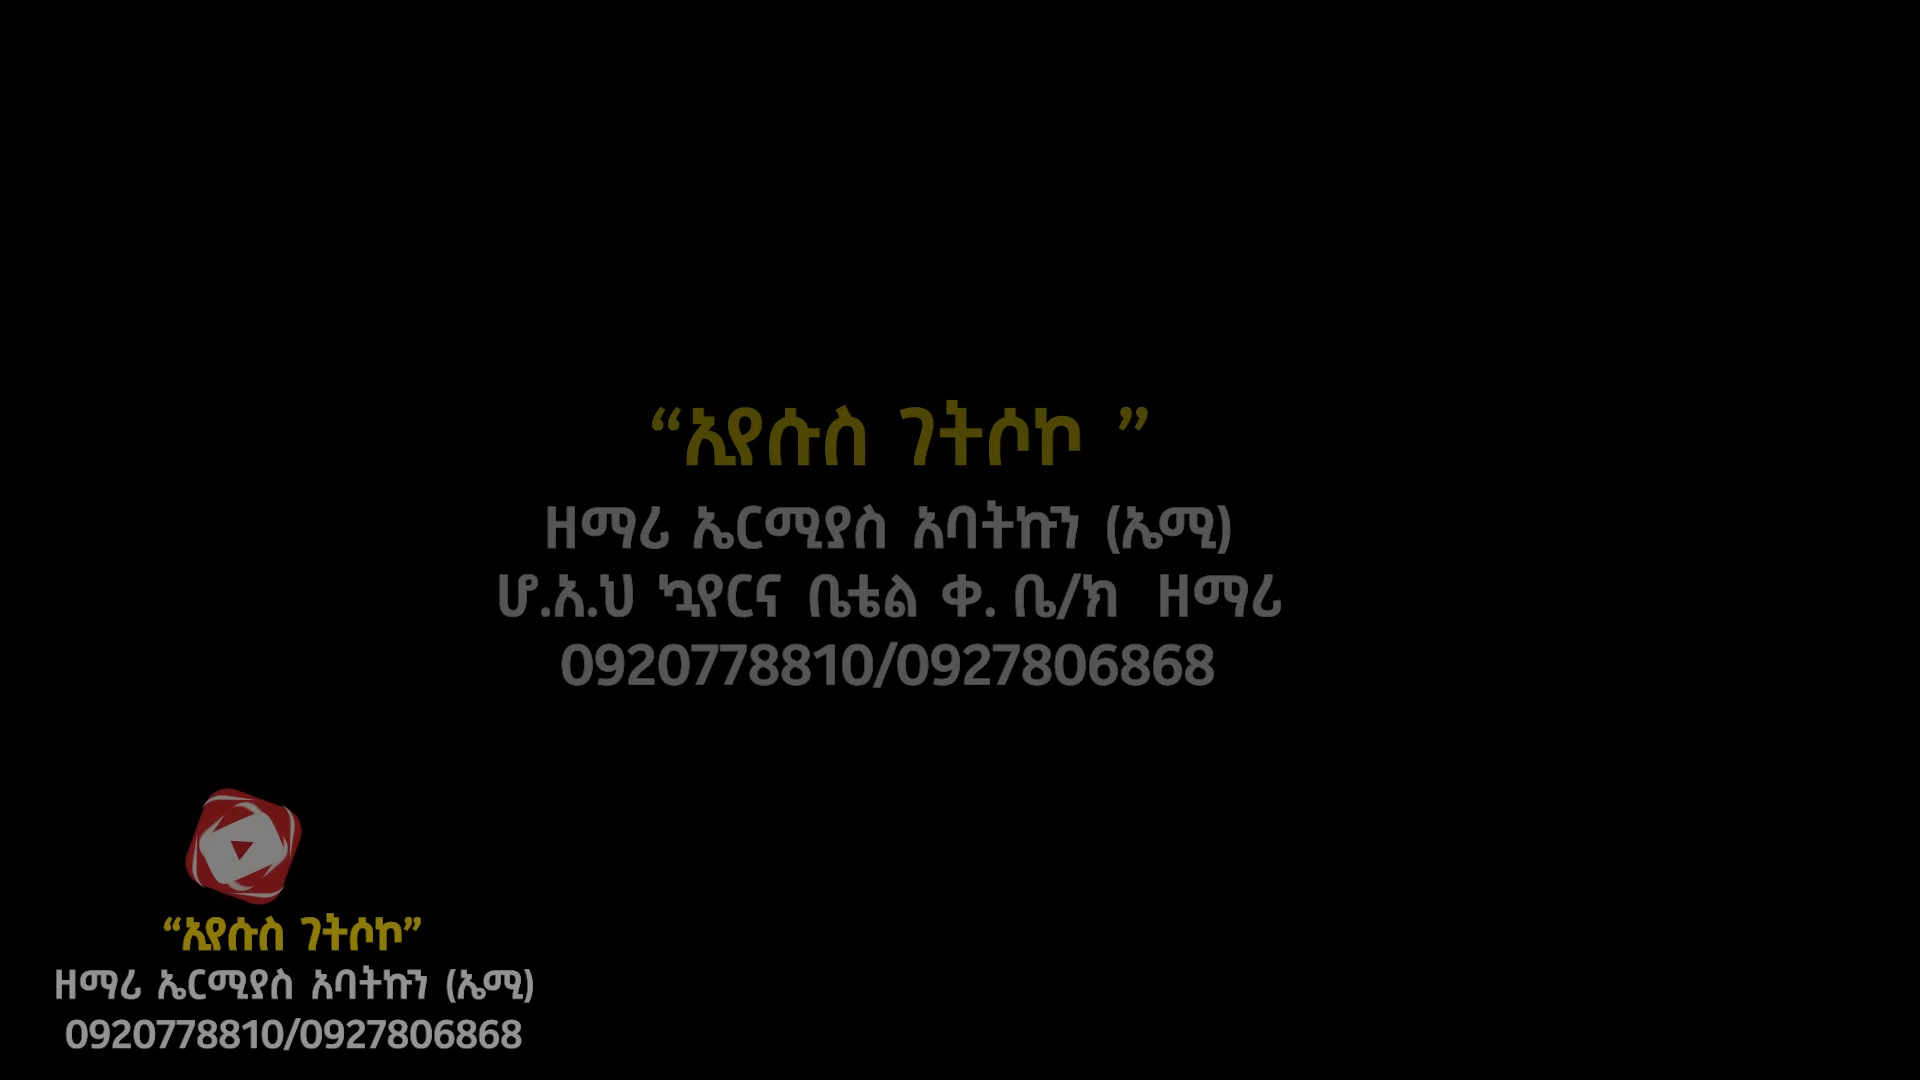 “ኢየሱስ ገትሶኮ ”
ዘማሪ ኤርሚያስ አባትኩን (ኤሚ)
ሆ.አ.ህ ኳየርና ቤቴል ቀ. ቤ/ክ ዘማሪ
0920778810/0927806868
“ኢየሱስ ገትሶኮ”
ዘማሪ ኤርሚያስ አባትኩን (ኤሚ)
0920778810/0927806868